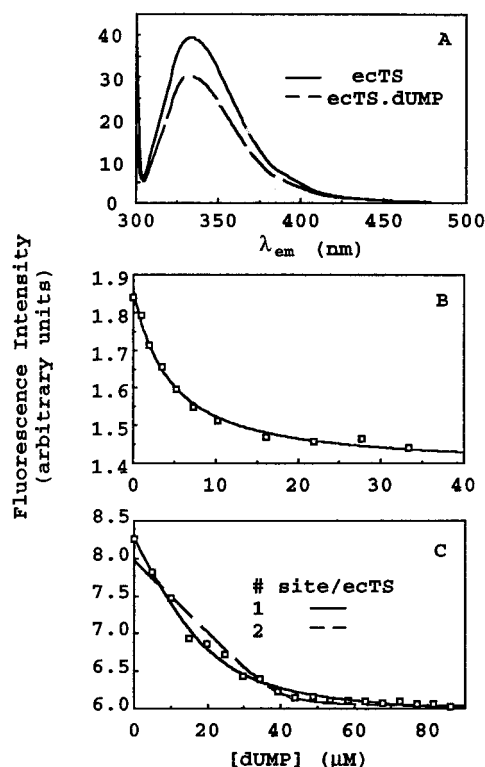 Fluorescence Intensity
(arbitrary units)
A
40
30
20
10
0
ecTS
ecTS.dUMP
300 350 400 450 500
λem (nm)
B
1.9
1.8
1.7
1.6
1.5
1.4
0 10 20 30 40
C
8.5
8.0
7.5
7.0
6.5
6.0
# site/ecTS
1
2
0 20 40 60 80
[dUMP] (μM)